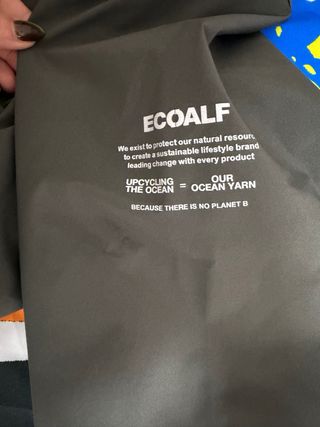 ECOALF
We exist to protect our natural resourc
to create a sustainable lifestyle brand
leading change with every product
UPCYCLING THE OCEAN = OUR OCEAN YARN
BECAUSE THERE IS NO PLANET B